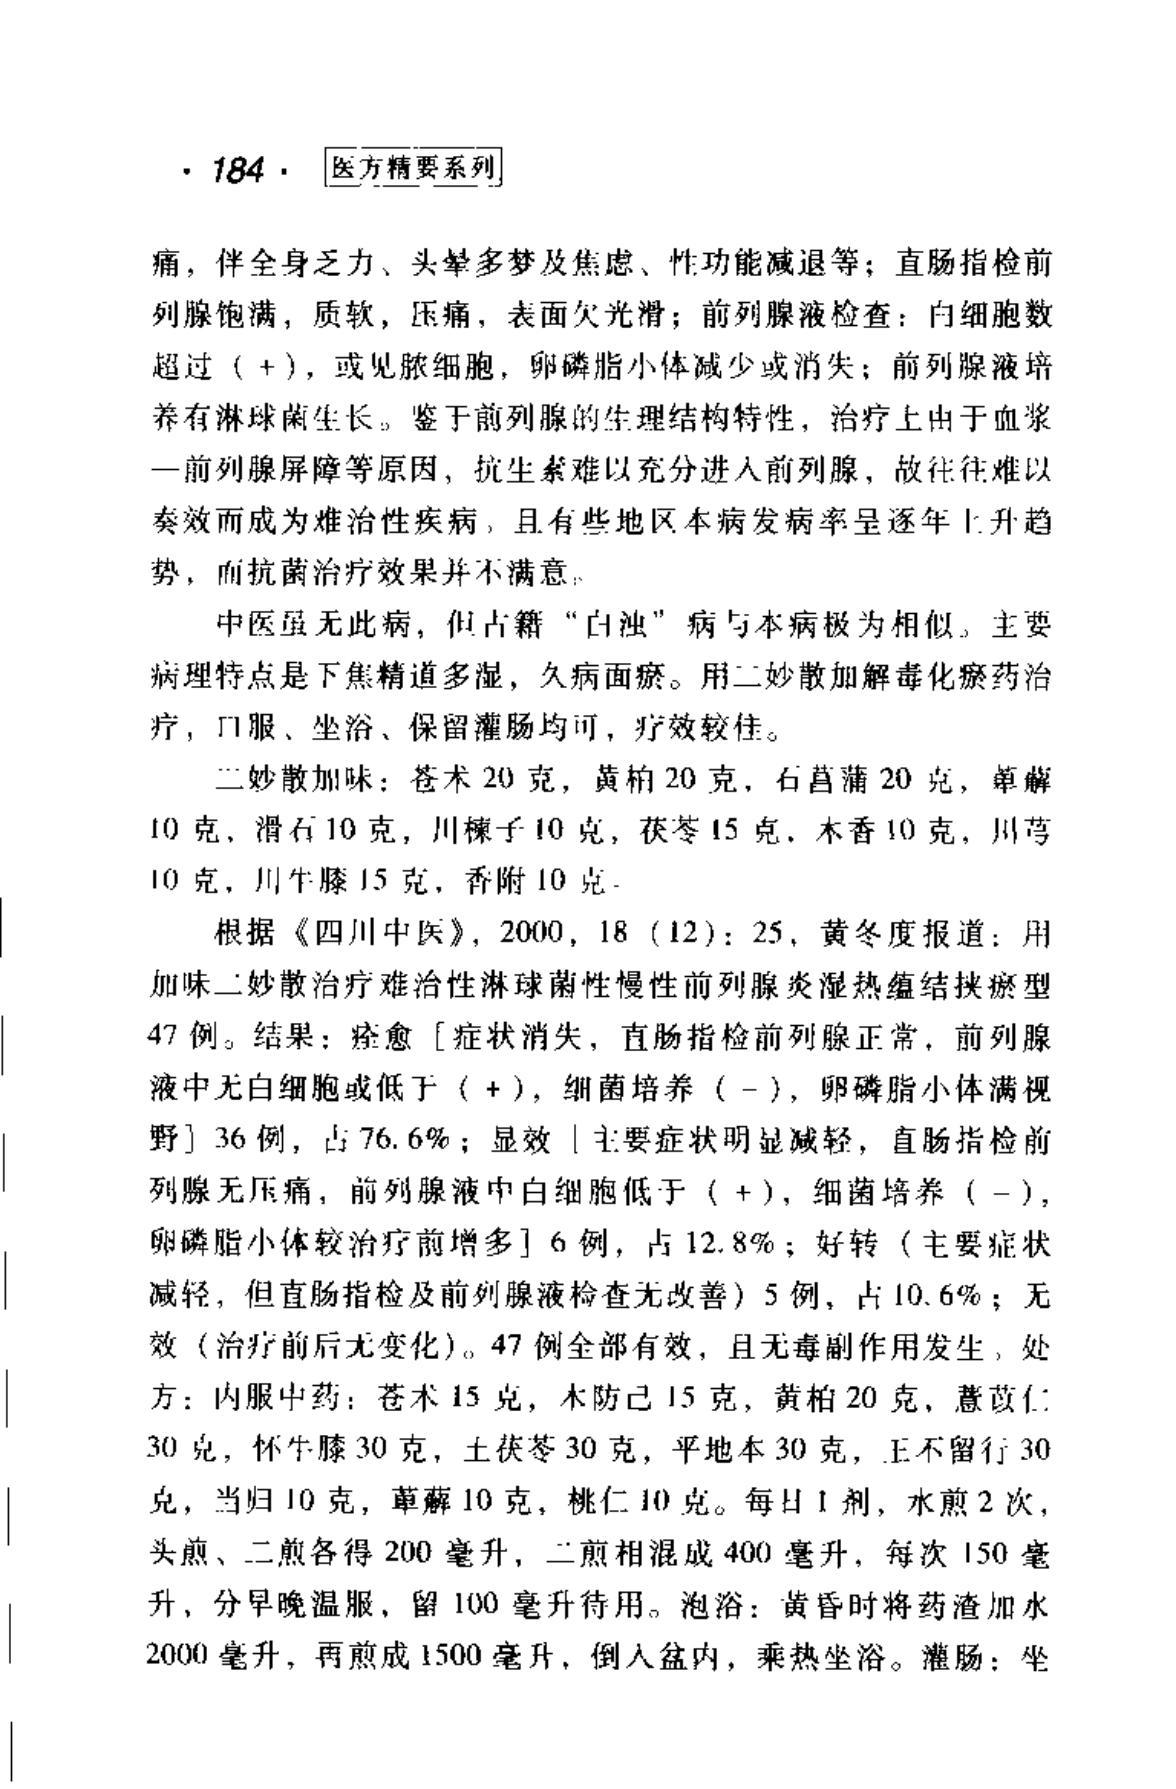 · 184 · 医方精要系列
痛，伴全身乏力、头晕多梦及焦虑、性功能减退等；直肠指检前
列腺饱满，质软，压痛，表面欠光滑；前列腺液检查：白细胞数
超过（+），或见脓细胞，卵磷脂小体减少或消失；前列腺液培
养有淋球菌生长。鉴于前列腺的生理结构特性，治疗上由于血浆
—前列腺屏障等原因，抗生素难以充分进入前列腺，故往往难以
奏效而成为难治性疾病，且有些地区本病发病率呈逐年上升趋
势，而抗菌治疗效果并不满意。
中医虽无此病，但古籍“白浊”病与本病极为相似。主要
病理特点是下焦精道多湿，久病面瘀。用二妙散加解毒化瘀药治
疗，口服、坐浴、保留灌肠均可，疗效较佳。
二妙散加味：苍术 20 克，黄柏 20 克，石菖蒲 20 克，萆薢
10 克，滑石 10 克，川楝子 10 克，茯苓 15 克，木香 10 克，川芎
10 克，川牛膝 15 克，香附 10 克。
根据《四川中医》，2000，18（12）：25，黄冬度报道：用
加味二妙散治疗难治性淋球菌性慢性前列腺炎湿热蕴结挟瘀型
47 例。结果：痊愈［症状消失，直肠指检前列腺正常，前列腺
液中无白细胞或低于（+），细菌培养（-），卵磷脂小体满视
野］36 例，占 76.6%；显效［主要症状明显减轻，直肠指检前
列腺无压痛，前列腺液中白细胞低于（+），细菌培养（-），
卵磷脂小体较治疗前增多］6 例，占 12.8%；好转（主要症状
减轻，但直肠指检及前列腺液检查无改善）5 例，占 10.6%；无
效（治疗前后无变化）。47 例全部有效，且无毒副作用发生。处
方：内服中药：苍术 15 克，木防己 15 克，黄柏 20 克，薏苡仁
30 克，怀牛膝 30 克，土茯苓 30 克，平地本 30 克，王不留行 30
克，当归 10 克，萆薢 10 克，桃仁 10 克。每日 1 剂，水煎 2 次，
头煎、二煎各得 200 毫升，二煎相混成 400 毫升，每次 150 毫
升，分早晚温服，留 100 毫升待用。泡浴：黄昏时将药渣加水
2000 毫升，再煎成 1500 毫升，倒入盆内，乘热坐浴。灌肠：坐